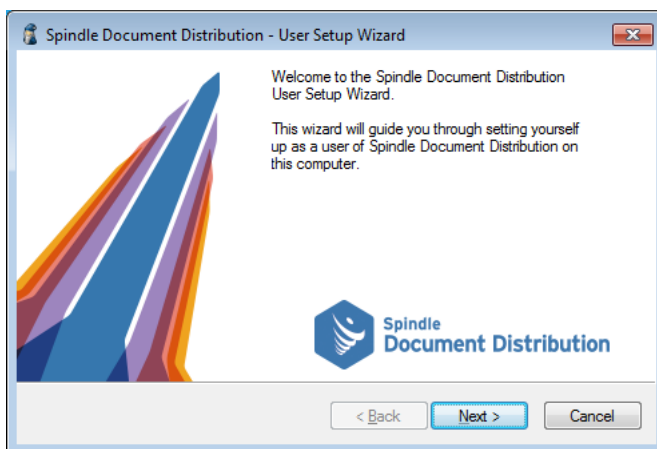 Spindle Document Distribution - User Setup Wizard
Welcome to the Spindle Document Distribution
User Setup Wizard.
This wizard will guide you through setting yourself
up as a user of Spindle Document Distribution on
this computer.
Spindle
Document Distribution
< Back
Next >
Cancel